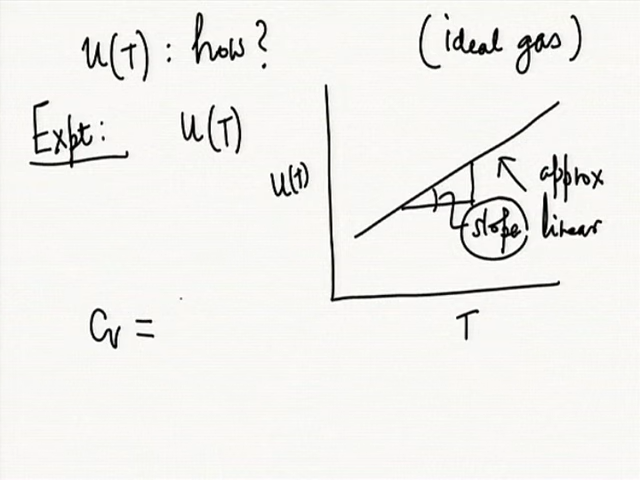 u(T) : how? (ideal gas)
Expt: u(T)
u(T)
approx
slope linear
T
Cv =